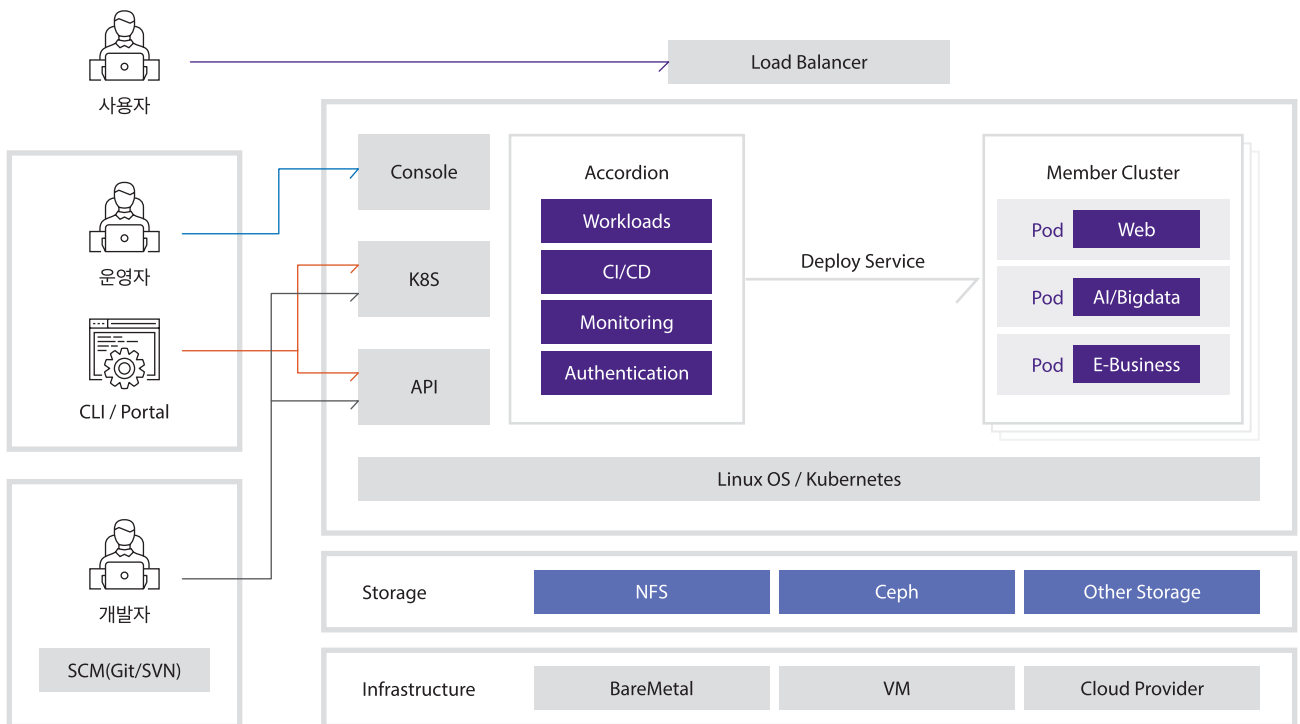 사용자
Load Balancer
운영자
CLI / Portal
개발자
SCM(Git/SVN)
Console
K8S
API
Accordion
Workloads
CI/CD
Monitoring
Authentication
Deploy Service
Member Cluster
Pod Web
Pod AI/Bigdata
Pod E-Business
Linux OS / Kubernetes
Storage NFS Ceph Other Storage
Infrastructure BareMetal VM Cloud Provider